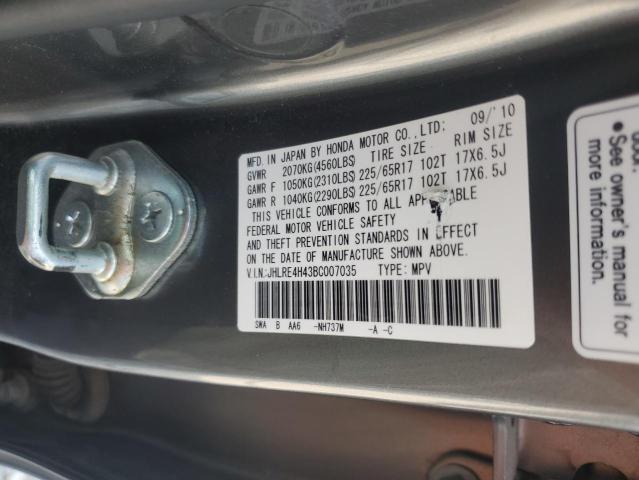 MFD. IN JAPAN BY HONDA MOTOR CO., LTD: 09/'10
GVWR 2070KG(4560LBS) TIRE SIZE RIM SIZE
GAWR F 1050KG(2310LBS) 225/65R17 102T 17X6.5J
GAWR R 1040KG(2290LBS) 225/65R17 102T 17X6.5J
THIS VEHICLE CONFORMS TO ALL APPLICABLE
FEDERAL MOTOR VEHICLE SAFETY
AND THEFT PREVENTION STANDARDS IN EFFECT
ON THE DATE OF MANUFACTURE SHOWN ABOVE.
V.I.N.:JHLRE4H43BC007035 TYPE: MPV
SWA B AA6 -NH737M -A -C
• See owner's manual for
more information.